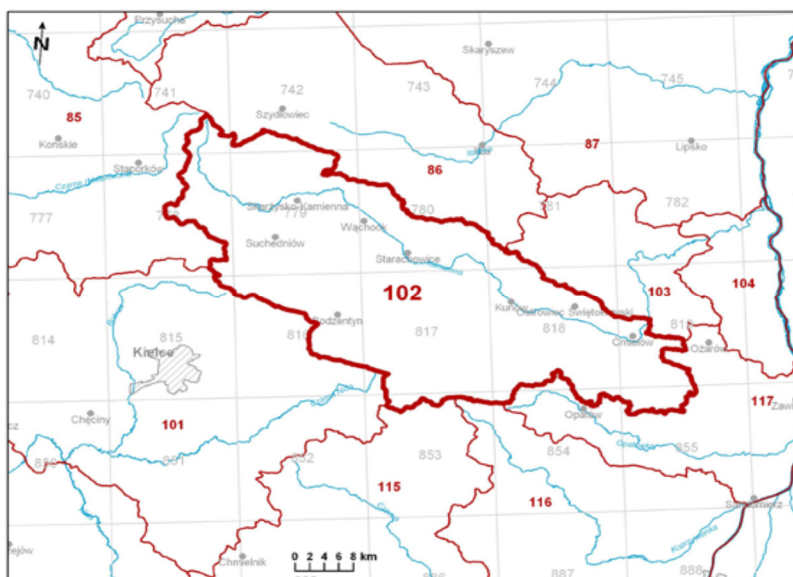 Przysucha
N
Skaryszew
742
743
744
745
740
741
85
Szydłowiec
Końskie
Stąporków
86
87
Lipsko
777
Skarżysko-Kamienna
779
780
782
Wąchock
Suchedniów
Starachowice
102
103
104
Kunów
Ostrowiec Świętokrzyski
814
815
Bodzentyn
817
818
Ćmielów
Ożarów
Kielce
117
Chęciny
101
Opatów
853
854
855
115
116
Sandomierz
Koprzywianka
Chmielnik
0 2 4 6 8 km
887
888